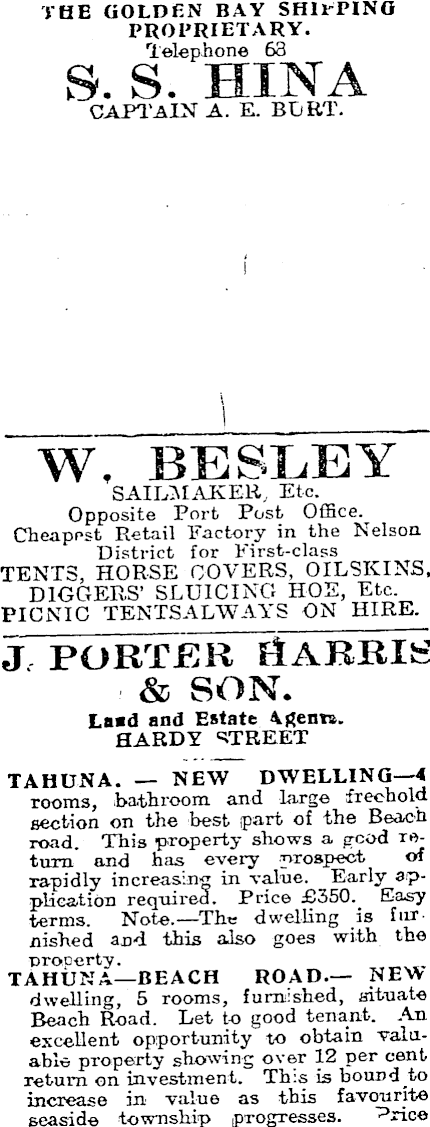 THE GOLDEN BAY SHIPPING
PROPRIETARY.
Telephone 63
S. S. HINA
CAPTAIN A. E. BURT.
W. BESLEY
SAILMAKER, Etc.
Opposite Port Post Office.
Cheapest Retail Factory in the Nelson
District for First-class
TENTS, HORSE COVERS, OILSKINS,
DIGGERS' SLUICING HOE, Etc.
PICNIC TENTSALWAYS ON HIRE.
J. PORTER HARRIS
& SON.
Land and Estate Agents.
HARDY STREET
TAHUNA. — NEW DWELLING—4
rooms, bathroom and large freehold
section on the best part of the Beach
road. This property shows a good re-
turn and has every prospect of
rapidly increasing in value. Early ap-
plication required. Price £350. Easy
terms. Note.—The dwelling is fur-
nished and this also goes with the
property.
TAHUNA—BEACH ROAD.— NEW
dwelling, 5 rooms, furnished, situate
Beach Road. Let to good tenant. An
excellent opportunity to obtain valu-
able property showing over 12 per cent
return on investment. This is bound to
increase in value as this favourite
seaside township progresses. Price